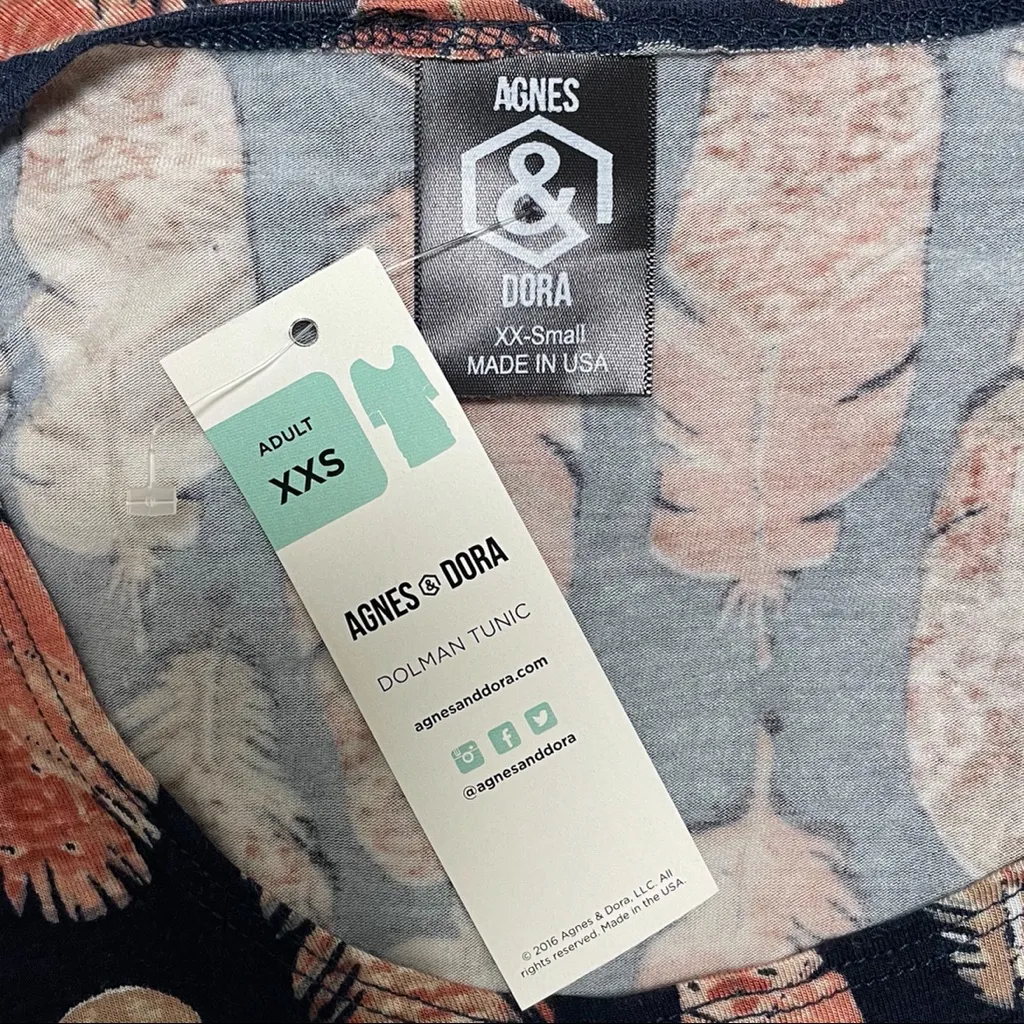 AGNES
&
DORA
XX-Small
MADE IN USA
ADULT
XXS
AGNES & DORA
DOLMAN TUNIC
agnesanddora.com
@agnesanddora
© 2016 Agnes & Dora, LLC. All
rights reserved. Made in the USA.